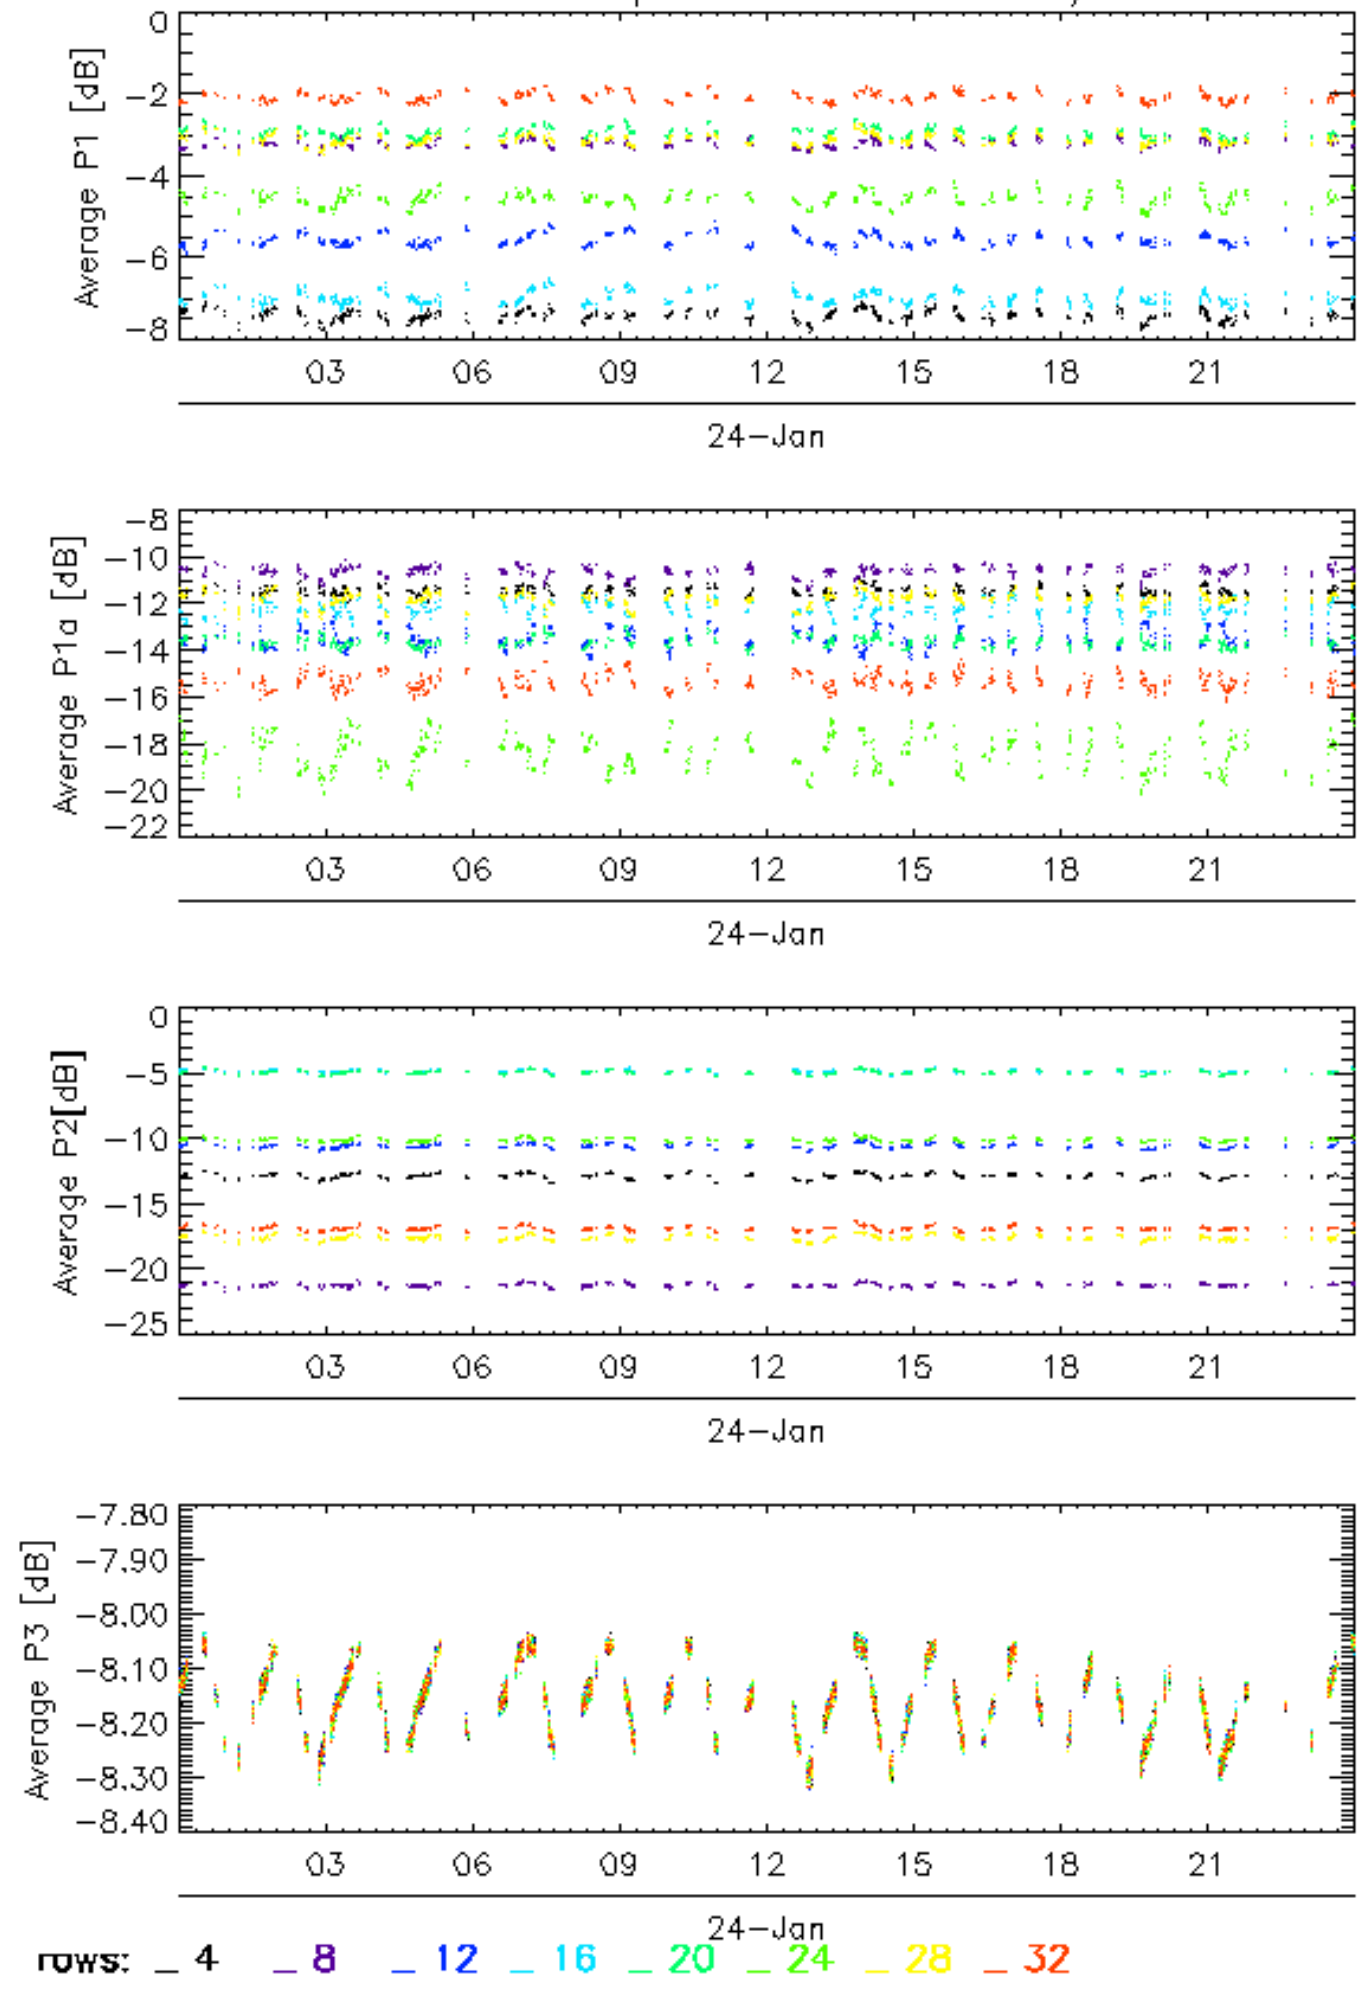 0
-2
-4
-6
-8
Average P1 [dB]
03 06 09 12 15 18 21
24-Jan
-8
-10
-12
-14
-16
-18
-20
-22
Average P1a [dB]
03 06 09 12 15 18 21
24-Jan
0
-5
-10
-15
-20
-25
Average P2[dB]
03 06 09 12 15 18 21
24-Jan
-7.80
-7.90
-8.00
-8.10
-8.20
-8.30
-8.40
Average P3 [dB]
03 06 09 12 15 18 21
24-Jan
rows: _ 4 _ 8 _ 12 _ 16 _ 20 _ 24 _ 28 _ 32